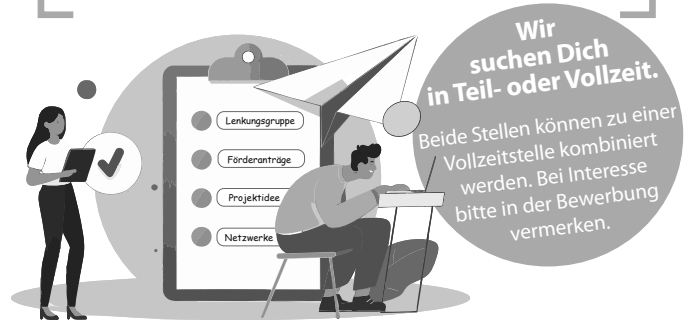 Wir
suchen Dich
in Teil- oder Vollzeit.
Beide Stellen können zu einer
Vollzeitstelle kombiniert
werden. Bei Interesse
bitte in der Bewerbung
vermerken.
Lenkungsgruppe
Förderanträge
Projektidee
Netzwerke